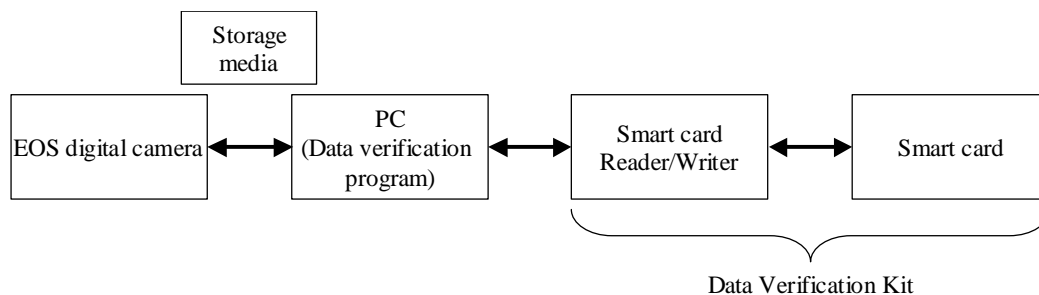 Storage
media
EOS digital camera
PC
(Data verification
program)
Smart card
Reader/Writer
Smart card
Data Verification Kit